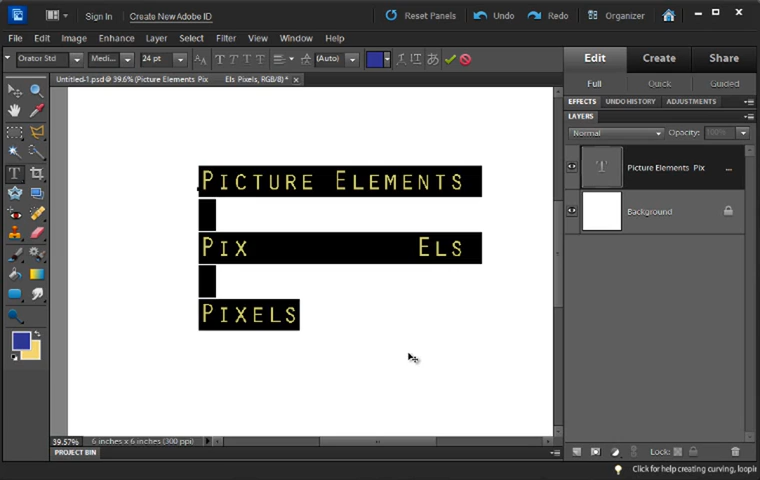 Sign In Create New Adobe ID Reset Panels Undo Redo Organizer
File Edit Image Enhance Layer Select Filter View Window Help
Orator Std Medi... 24 pt (Auto) Edit Create Share
Untitled-1.psd @ 39.6% (Picture Elements Pix Els Pixels, RGB/8) * × Full Quick Guided
EFFECTS UNDO HISTORY ADJUSTMENTS
LAYERS
Normal Opacity: 100%
Picture Elements Pix ...
Background
Picture Elements
Pix Els
Pixels
39.57% 6 inches x 6 inches (300 ppi) Lock:
PROJECT BIN
Click for help creating curving, loopin